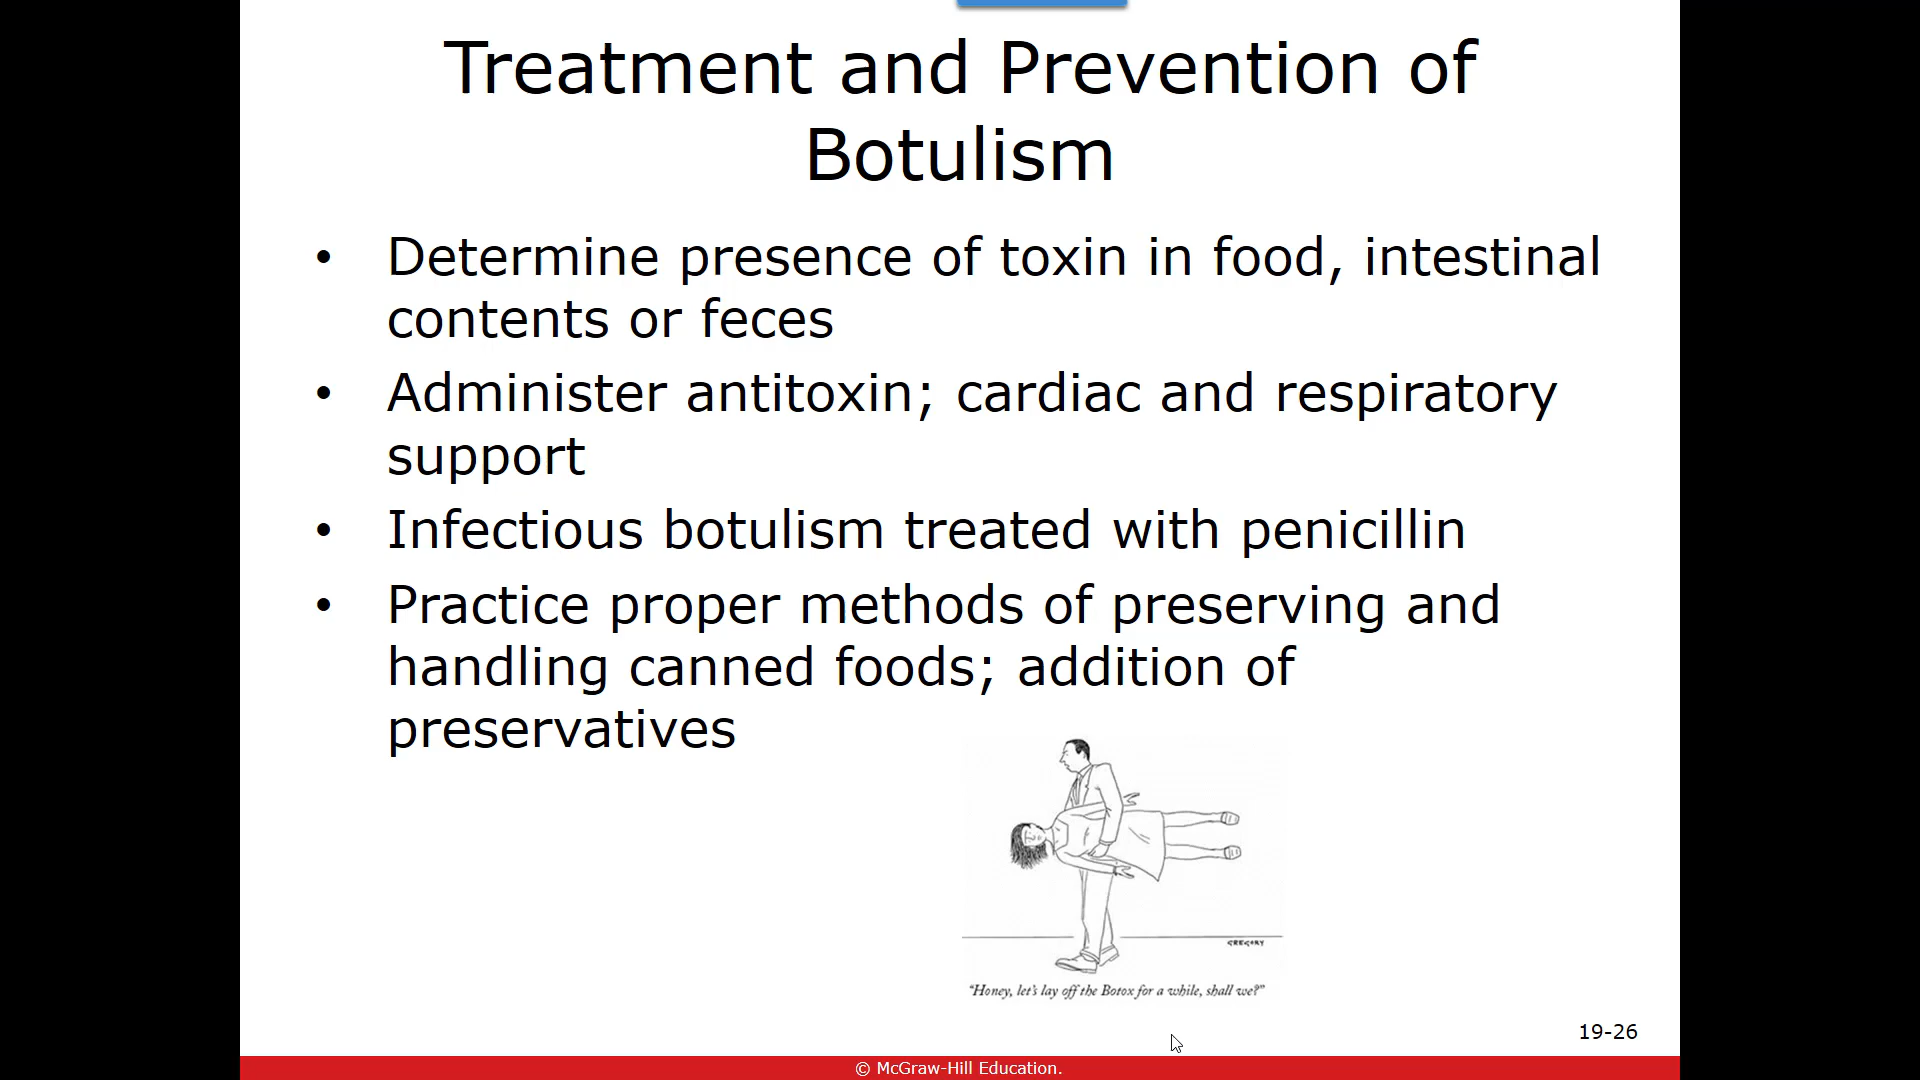 Treatment and Prevention of
Botulism
• Determine presence of toxin in food, intestinal
contents or feces
• Administer antitoxin; cardiac and respiratory
support
• Infectious botulism treated with penicillin
• Practice proper methods of preserving and
handling canned foods; addition of
preservatives
GREGORY
"Honey, let's lay off the Botox for a while, shall we?"
19-26
© McGraw-Hill Education.